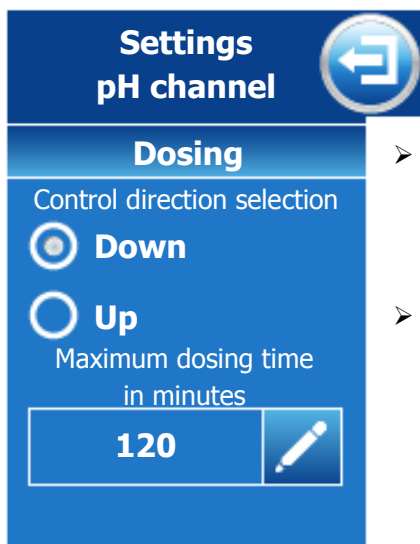 Settings
pH channel
Dosing
Control direction selection
Down
Up
Maximum dosing time
in minutes
120